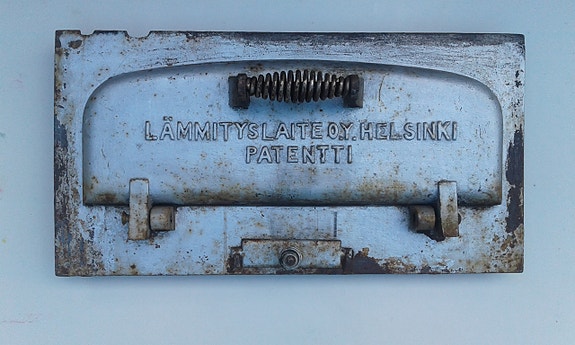 LÄMMITYSLAITE OY. HELSINKI
PATENTTI